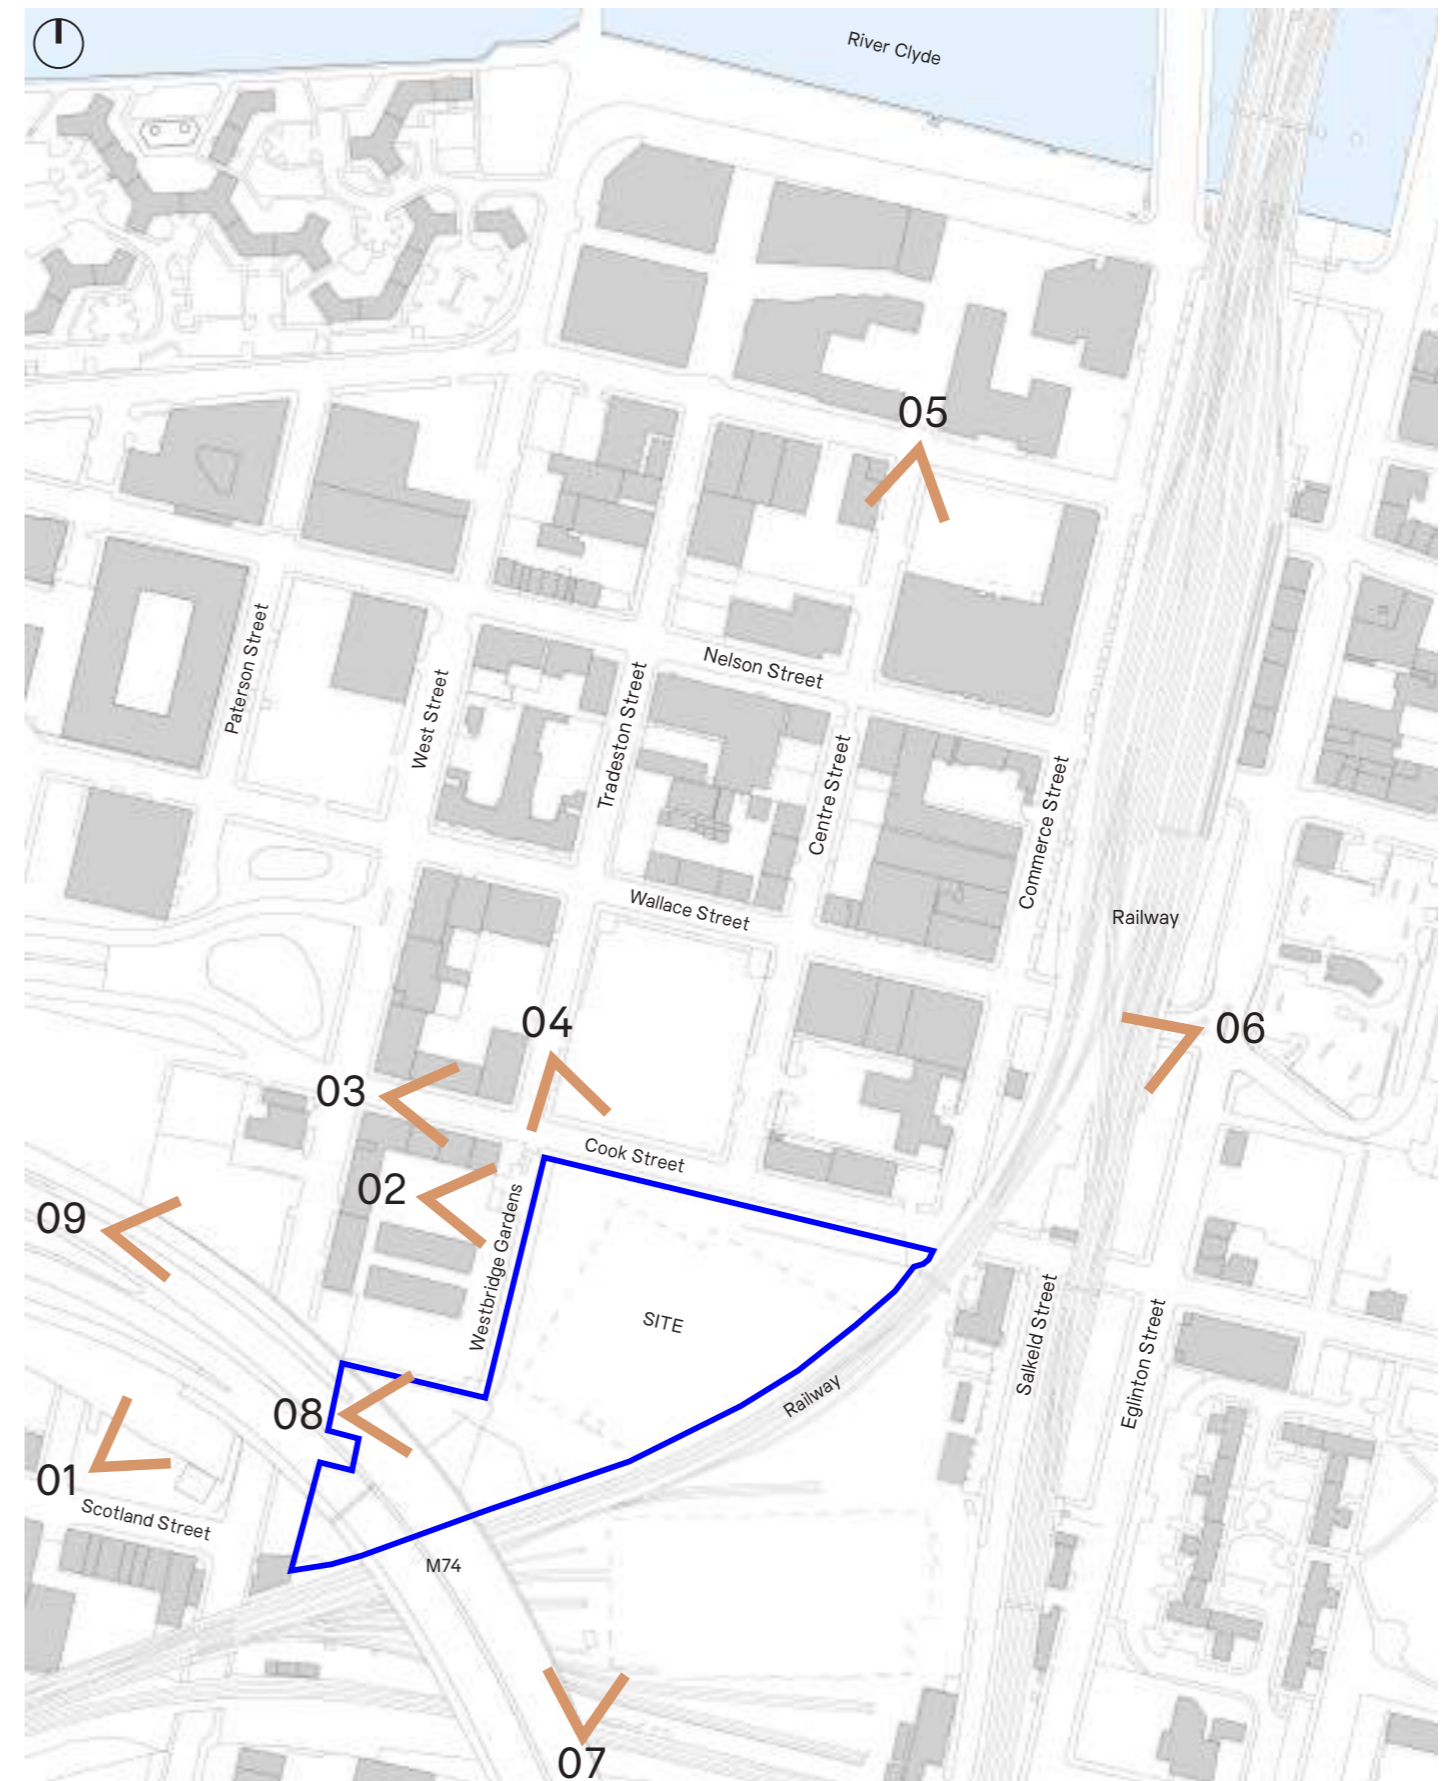 River Clyde
05
Paterson Street
West Street
Tradeston Street
Nelson Street
Centre Street
Commerce Street
Wallace Street
Railway
04
06
03
Cook Street
02
Westbridge Gardens
09
SITE
Salkeld Street
Eglinton Street
Railway
08
01
Scotland Street
M74
07